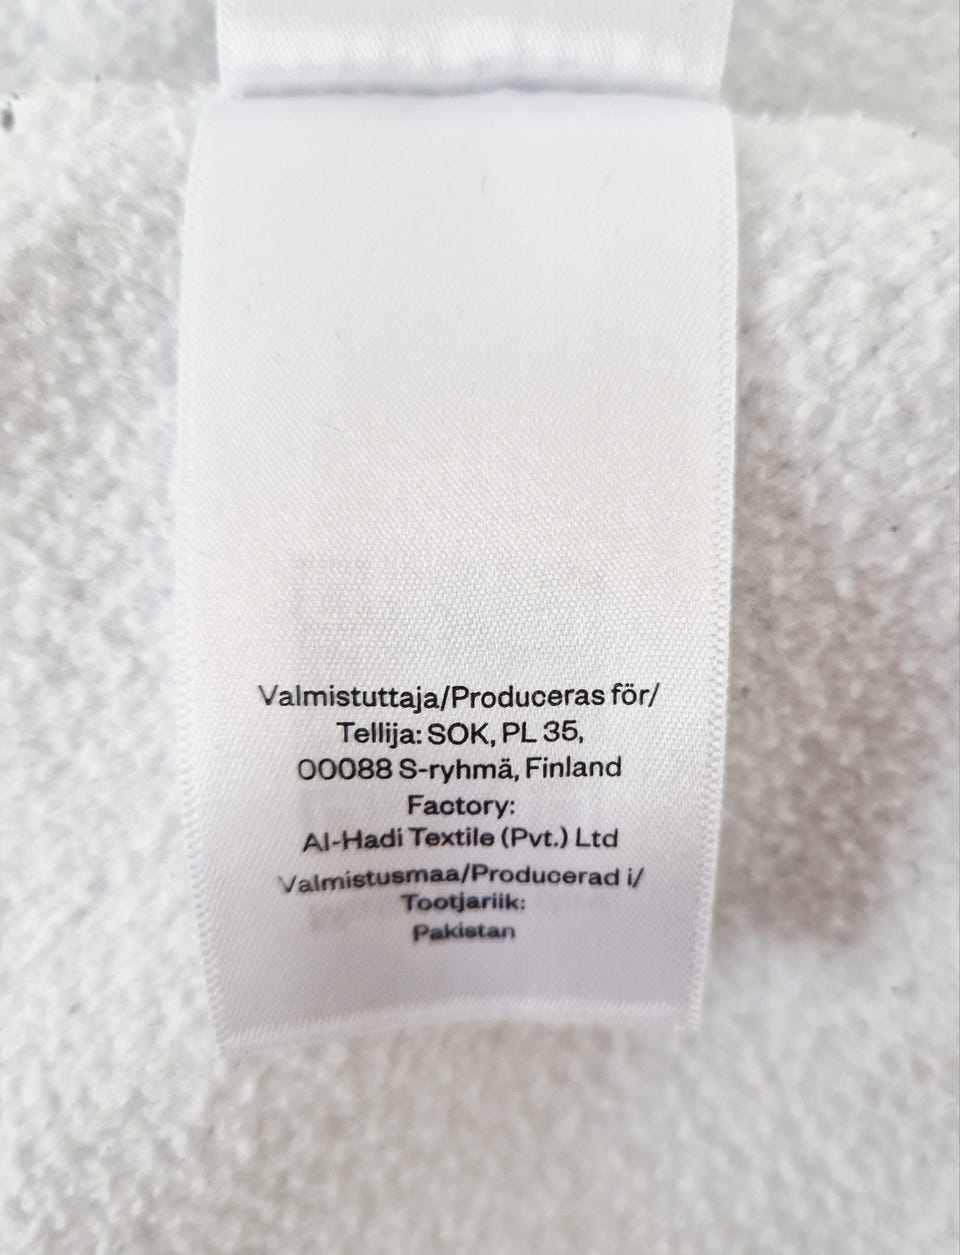 Valmistuttaja/Produceras för/
Tellija: SOK, PL 35,
00088 S-ryhmä, Finland
Factory:
Al-Hadi Textile (Pvt.) Ltd
Valmistusmaa/Producerad i/
Tootjariik:
Pakistan